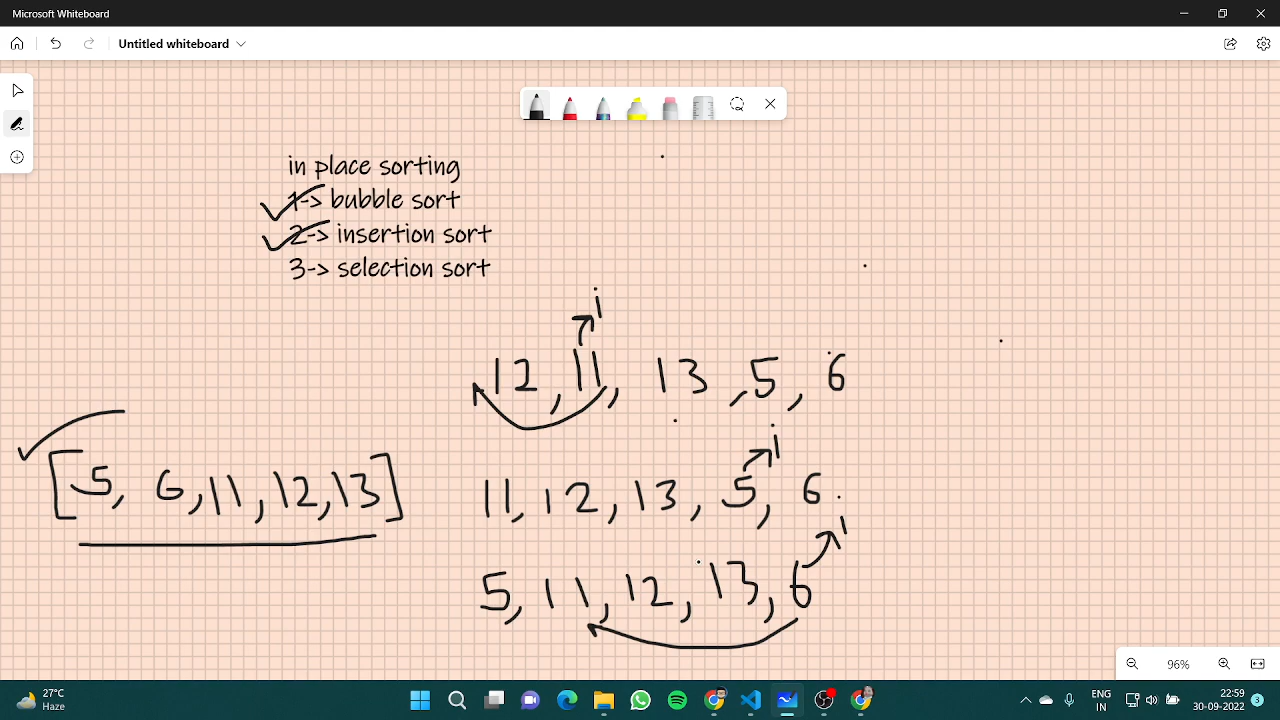 Microsoft Whiteboard
Untitled whiteboard
in place sorting
1-> bubble sort
2-> insertion sort
3-> selection sort
i
12, 11, 13, 5, 6
i
[5, 6, 11, 12, 13]
11, 12, 13, 5, 6
i
5, 11, 12, 13, 6
96%
27°C
Haze
ENG
IN
22:59
30-09-2022
3